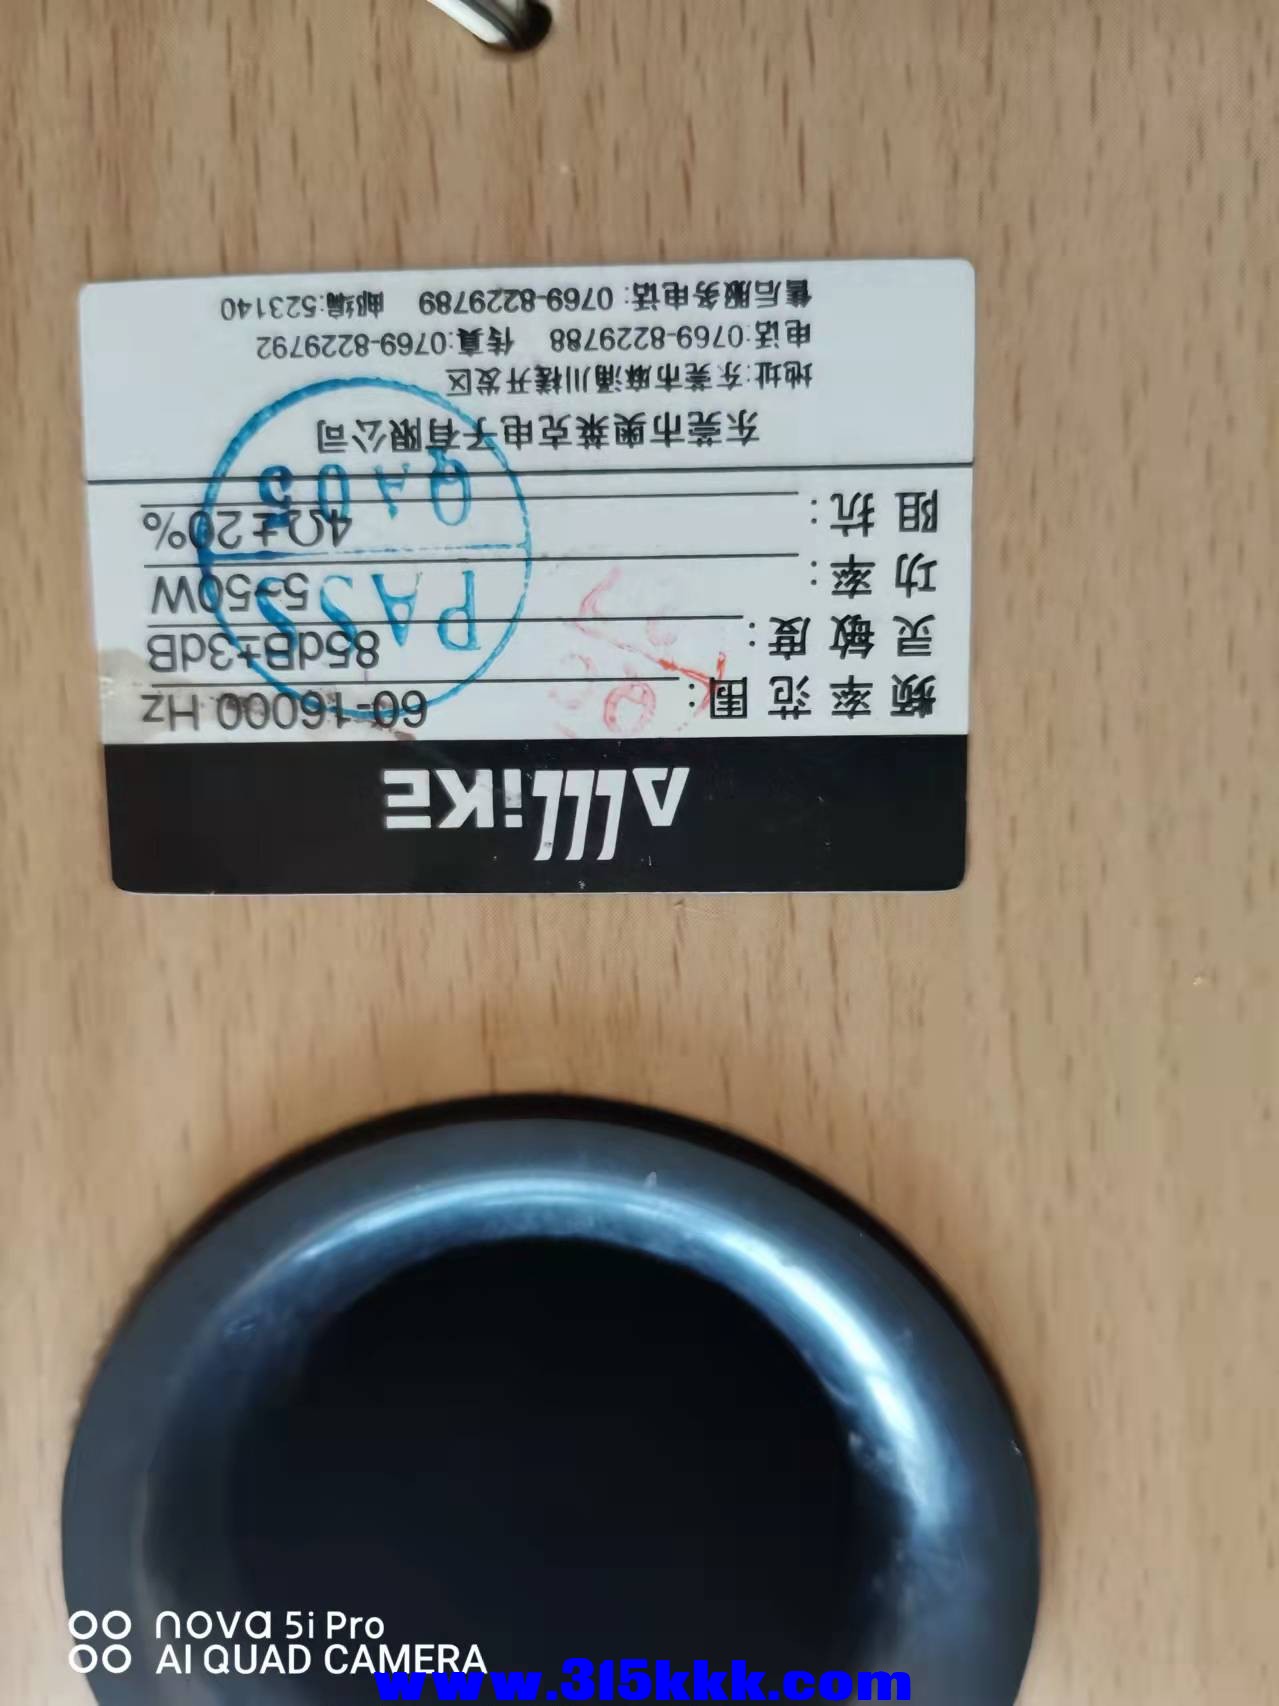 AllliKE
频率范围: 60-16000 Hz
灵敏度: 85dB±3dB
功率: 5-50W
阻抗: 4Ω±20%
东莞市奥莱克电子有限公司
地址:东莞市麻涌川槎开发区
电话:0769-8229788 传真:0769-8229792
售后服务电话: 0769-8229789 邮编:523140
PASS
QA05
nova 5i Pro
AI QUAD CAMERA
www.315kkk.com